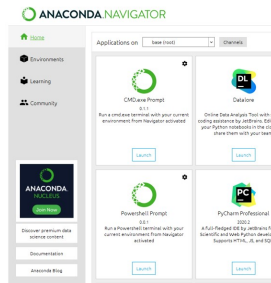 ANACONDA.NAVIGATOR
Home
Environments
Learning
Community
ANACONDA
NUCLEUS
Join Now
Discover premium data
science content
Documentation
Anaconda Blog
Applications on
base (root)
Channels
CMD.exe Prompt
0.1.1
Run a cmd.exe terminal with your current
environment from Navigator activated
Launch
DL
Datalore
Online Data Analysis Tool with
coding assistance by JetBrains. Edi
your Python notebooks in the clo
share them with your team
Launch
Powershell Prompt
0.0.1
Run a Powershell terminal with your
current environment from Navigator
activated
Launch
PC
PyCharm Professional
2020.2
A full-fledged IDE by JetBrains f
Scientific and Web Python develo
Supports HTML, JS, and SQ
Launch